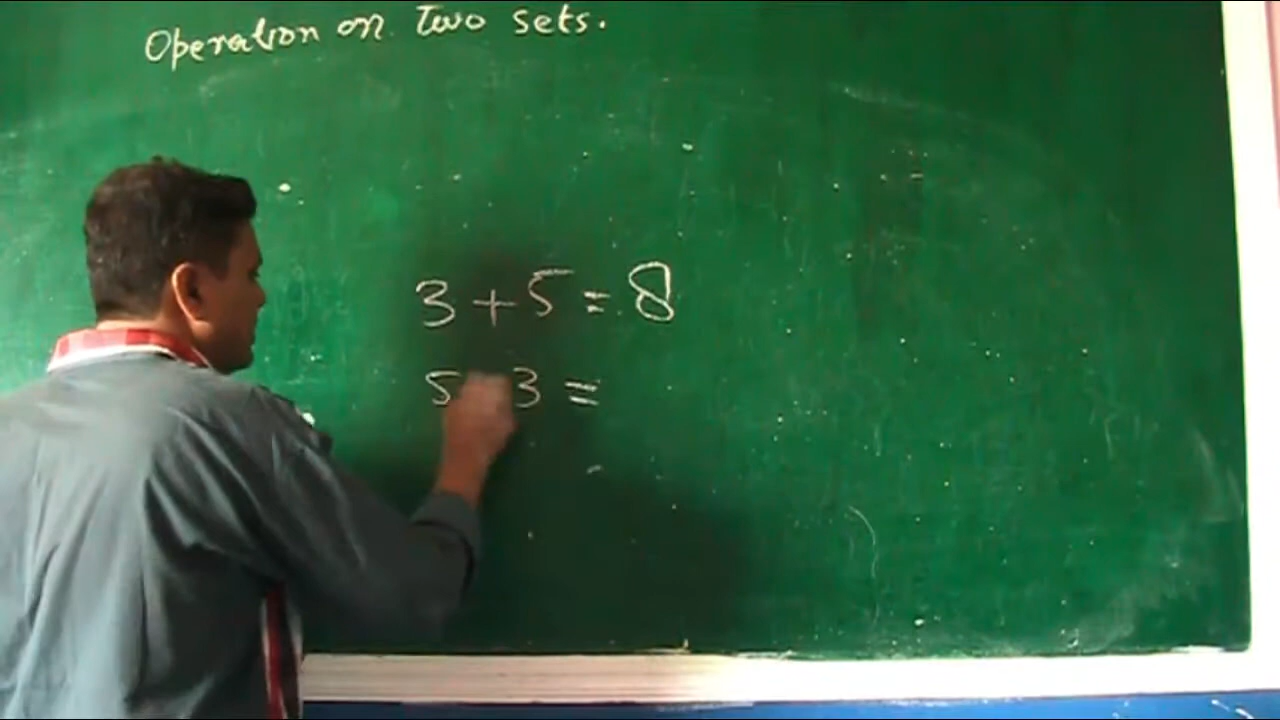 Operation on Two sets.
3 + 5 = 8
5 3 =